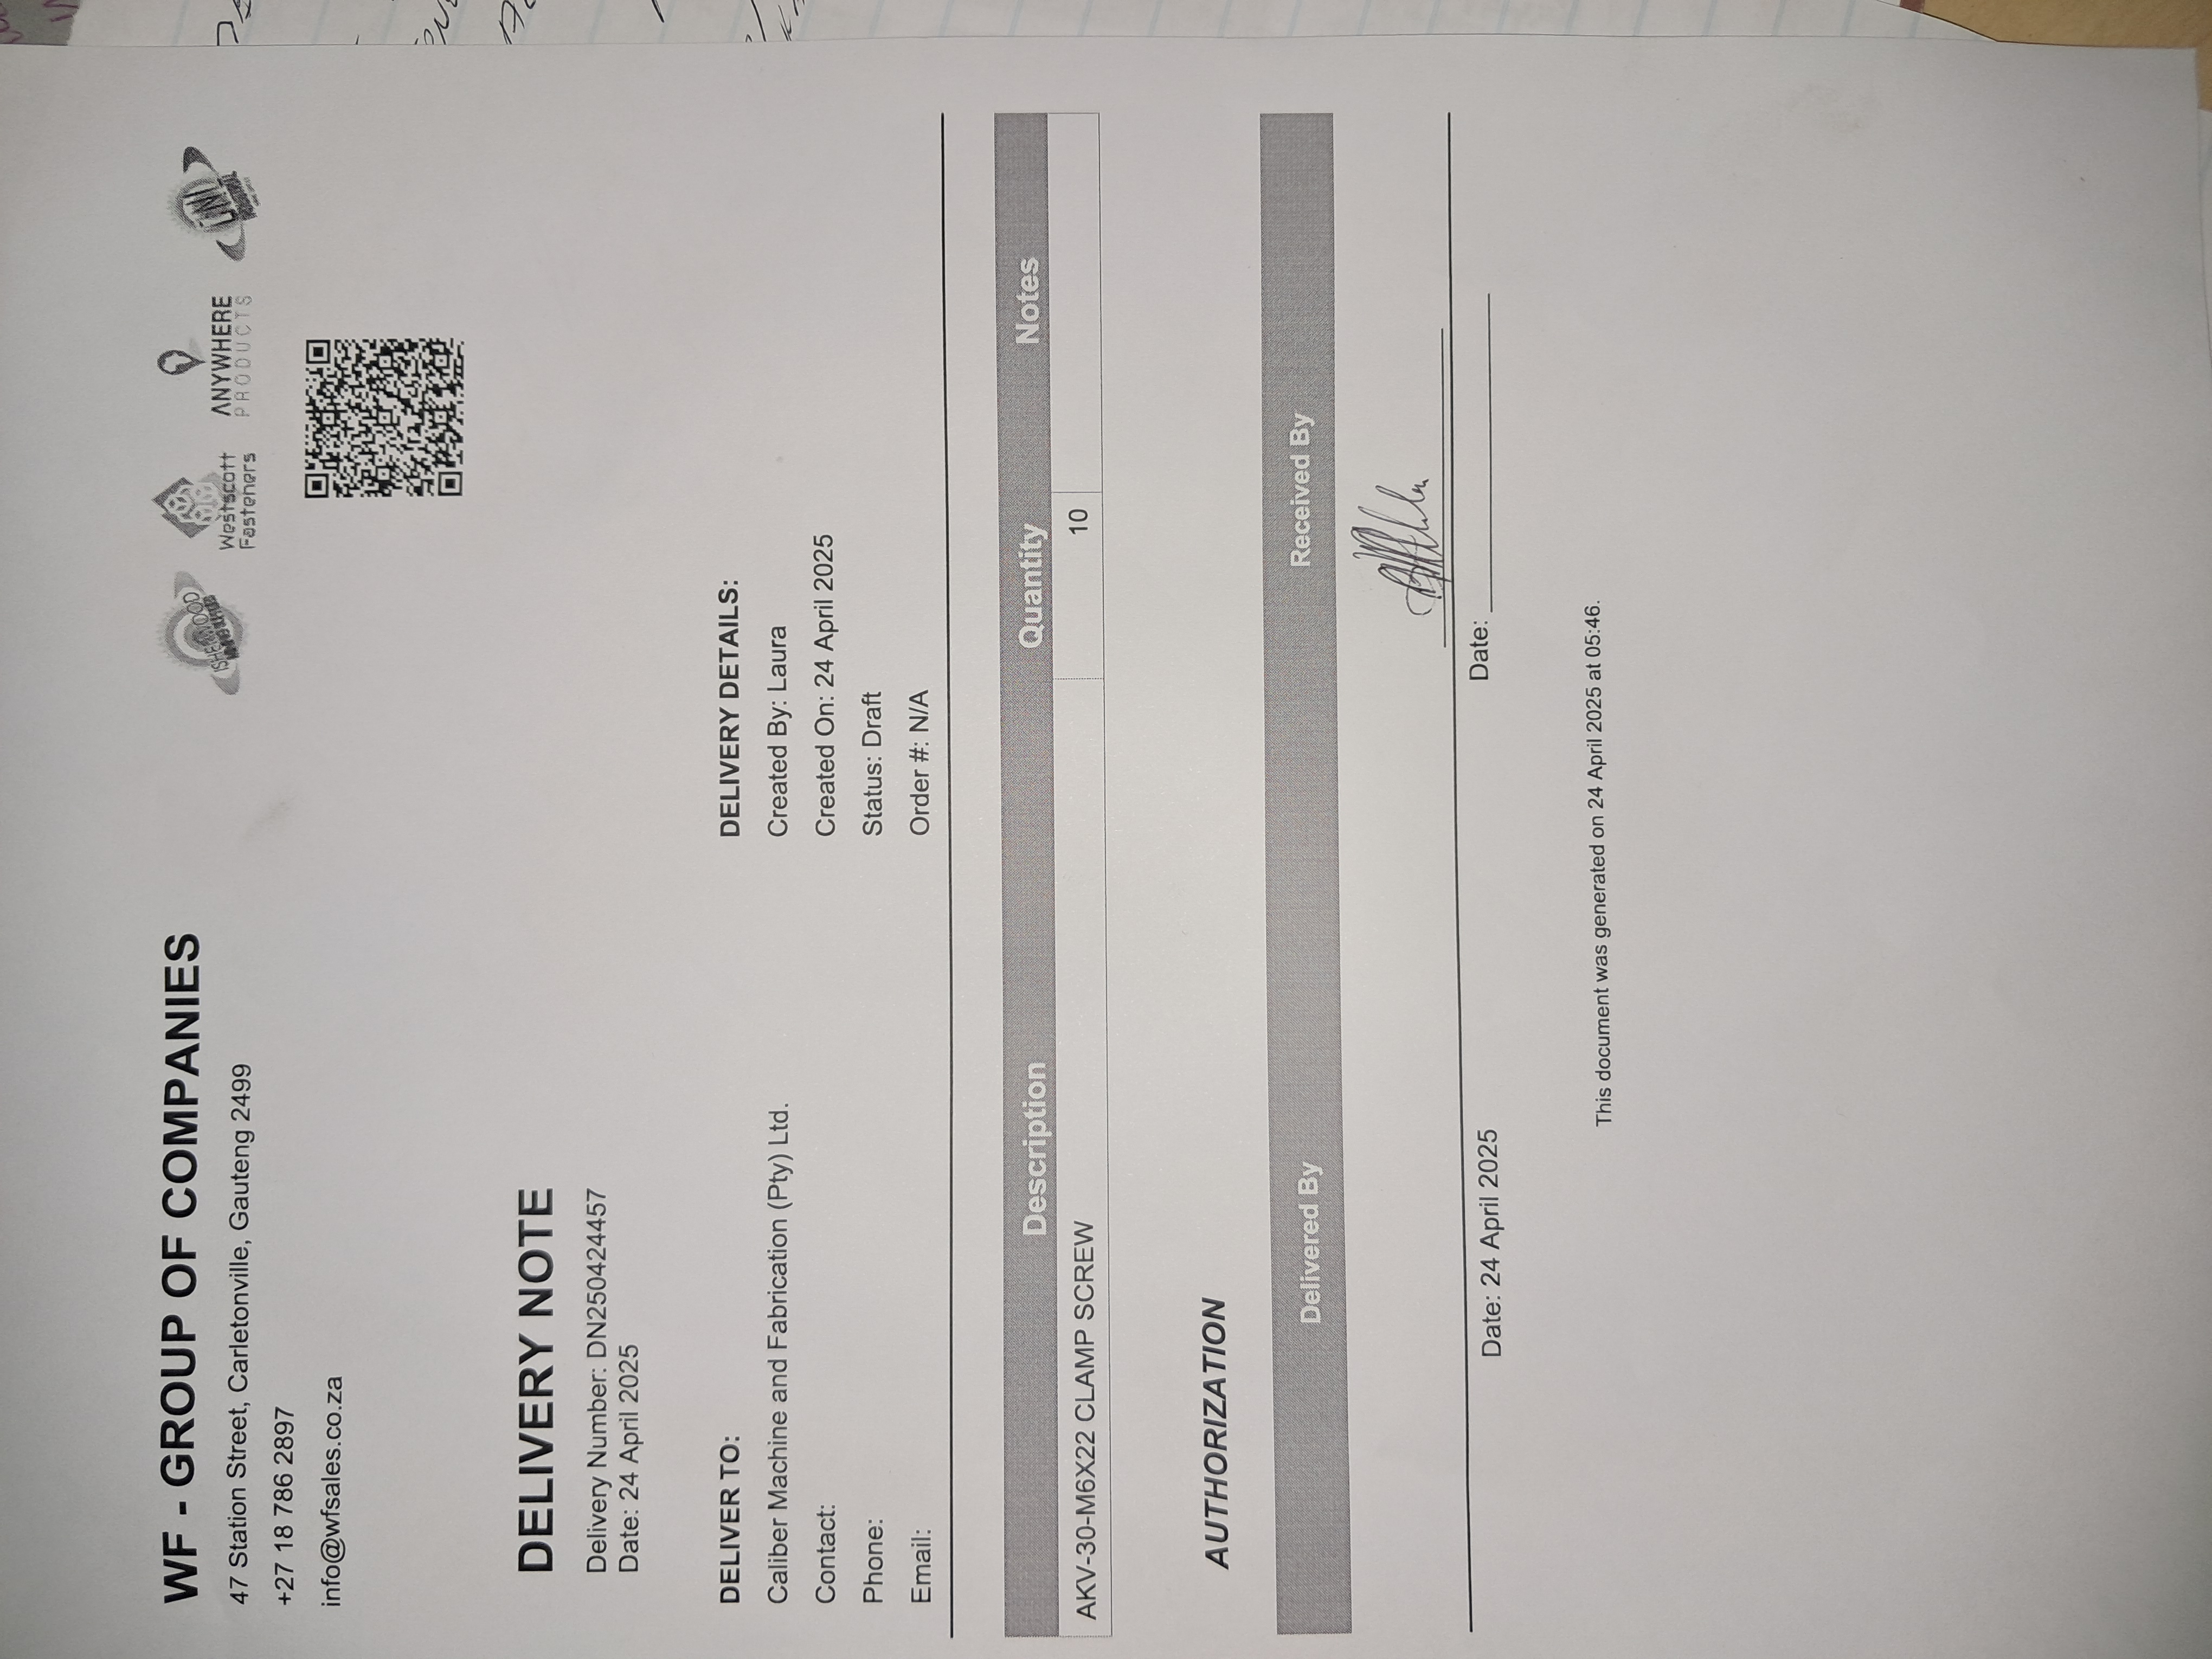 WF - GROUP OF COMPANIES
47 Station Street, Carletonville, Gauteng 2499
+27 18 786 2897
info@wfsales.co.za
ISHERWOOD
Westscott
Fasteners
ANYWHERE
PRODUCTS
DELIVERY NOTE
Delivery Number: DN250424457
Date: 24 April 2025
DELIVER TO:
Caliber Machine and Fabrication (Pty) Ltd.
Contact:
Phone:
Email:
DELIVERY DETAILS:
Created By: Laura
Created On: 24 April 2025
Status: Draft
Order #: N/A
Description Quantity Notes
AKV-30-M6X22 CLAMP SCREW 10
AUTHORIZATION
Delivered By Received By
Date: 24 April 2025 Date:
This document was generated on 24 April 2025 at 05:46.